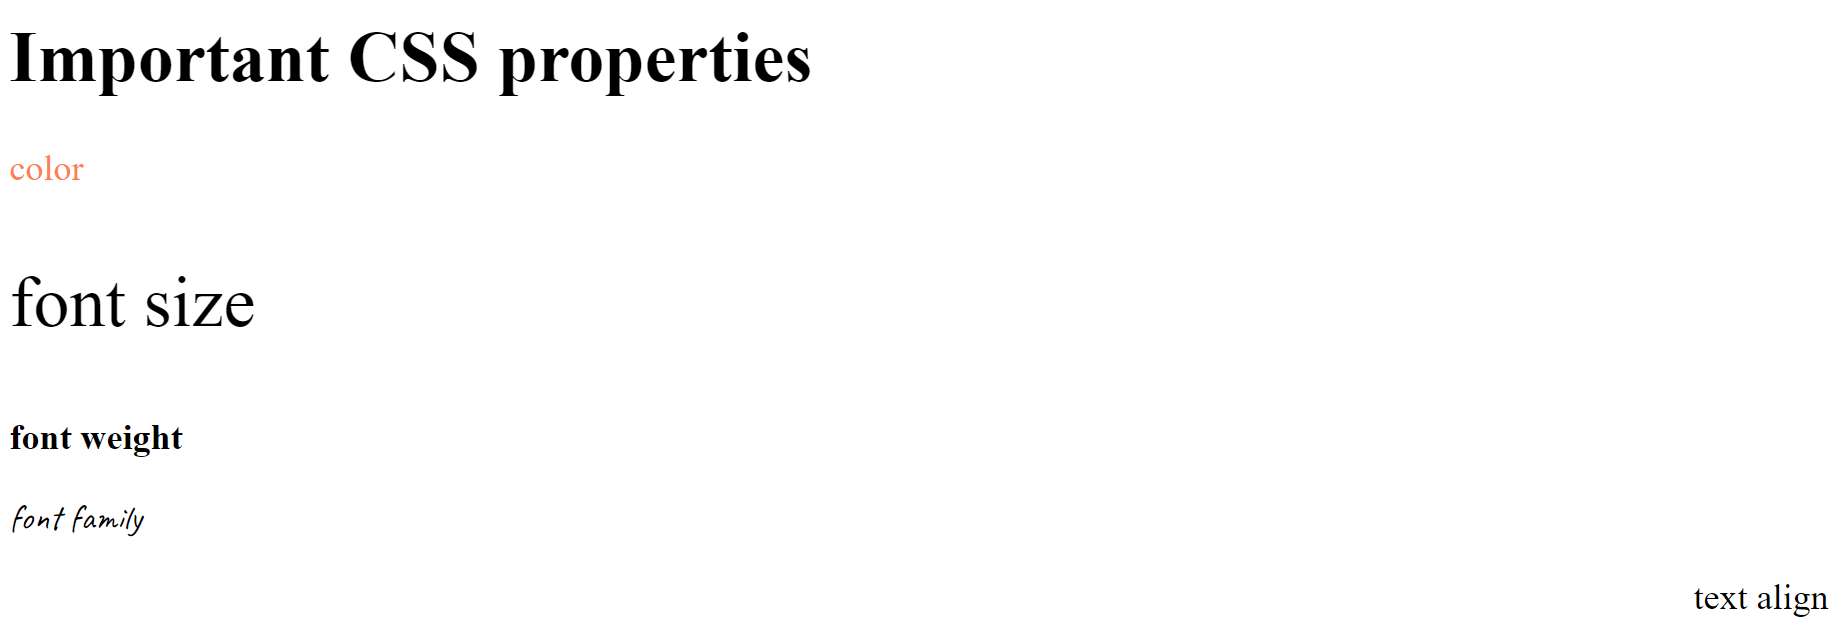 Important CSS properties
color
font size
font weight
font family
text align